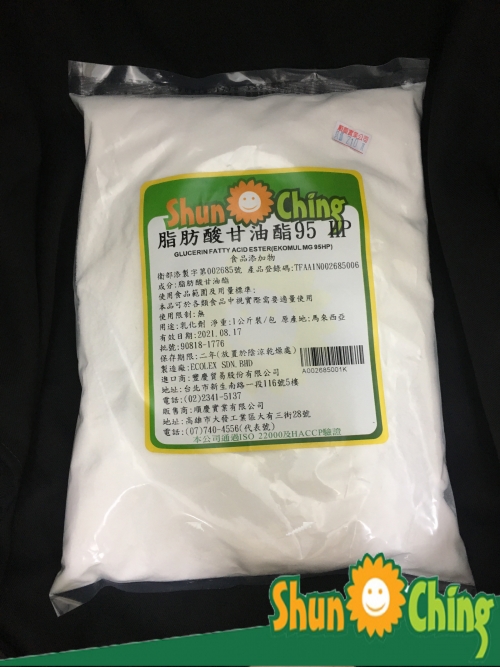 Shun Ching
脂肪酸甘油酯95 HP
GLUCERIN FATTY ACID ESTER(EKOMUL MG 95HP)
食品添加物
衛部添製字第002685號 產品登錄碼:TFAA1N002685006
成分:脂肪酸甘油酯
使用食品範圍及用量標準:
本品可於各類食品中視實際需要適量使用
使用限制:無
用途:乳化劑 淨重:1公斤裝/包 原產地:馬來西亞
有效日期:2021.08.17
批號:90818-1776
保存期限:二年(放置於陰涼乾燥處)
製造廠:ECOLEX SDN.BHD
進口商:豐慶貿易股份有限公司
地址:台北市新生南路一段116號5樓
電話:(02)2341-5137
販售商:順慶實業有限公司
地址:高雄市大發工業區大有三街28號
電話:(07)740-4556(代表號)
本公司通過ISO 22000及HACCP驗證
A002685001K
Shun Ching